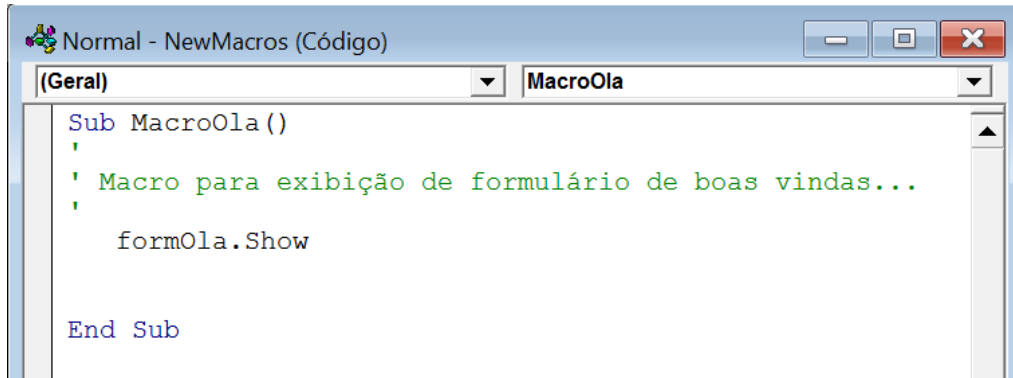 Normal - NewMacros (Código)
(Geral) MacroOla
Sub MacroOla()
'
' Macro para exibição de formulário de boas vindas...
'
formOla.Show
End Sub